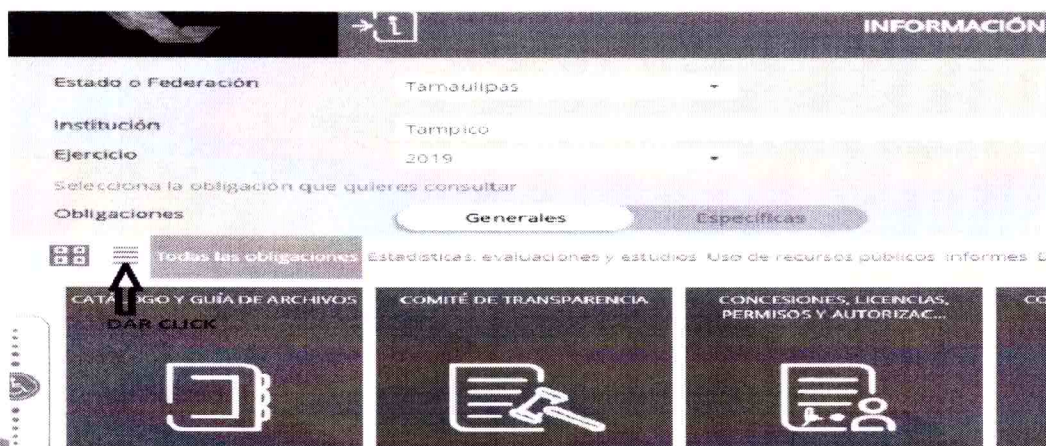 INFORMACIÓN
Estado o Federación
Tamaulipas
Institución
Tampico
Ejercicio
2019
Selecciona la obligación que quieres consultar
Obligaciones
Generales
Específicas
Todas las obligaciones
Estadísticas, evaluaciones y estudios
Uso de recursos públicos
Informes
CATÁLOGO Y GUÍA DE ARCHIVOS
COMITÉ DE TRANSPARENCIA
CONCESIONES, LICENCIAS,
PERMISOS Y AUTORIZAC...
CO
DAR CLICK